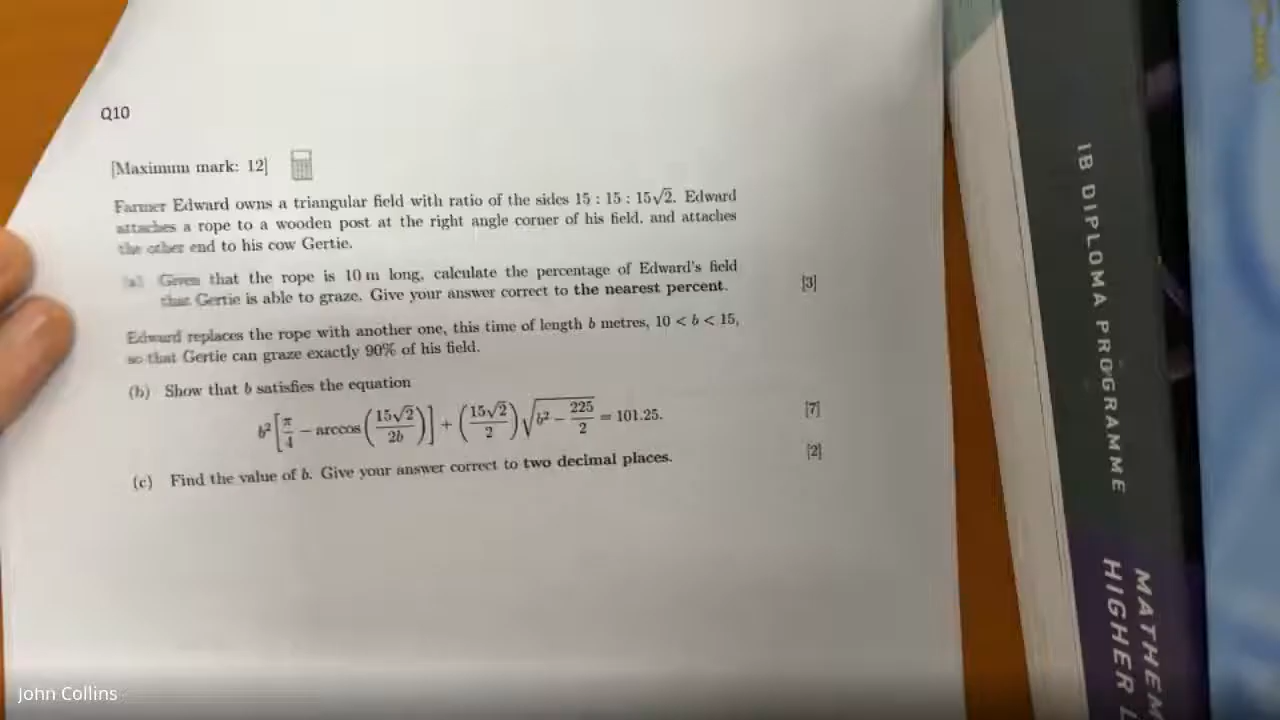 Q10
[Maximum mark: 12]
Farmer Edward owns a triangular field with ratio of the sides 15 : 15 : 15√2. Edward
attaches a rope to a wooden post at the right angle corner of his field, and attaches
the other end to his cow Gertie.
(a) Given that the rope is 10 m long, calculate the percentage of Edward's field
that Gertie is able to graze. Give your answer correct to the nearest percent. [3]
Edward replaces the rope with another one, this time of length b metres, 10 < b < 15,
so that Gertie can graze exactly 90% of his field.
(b) Show that b satisfies the equation
b²[π/4 − arccos(15√2/2b)] + (15√2/2)√(b² − 225/2) = 101.25. [7]
(c) Find the value of b. Give your answer correct to two decimal places. [2]
IB DIPLOMA PROGRAMME
MATHEM
HIGHER L
John Collins